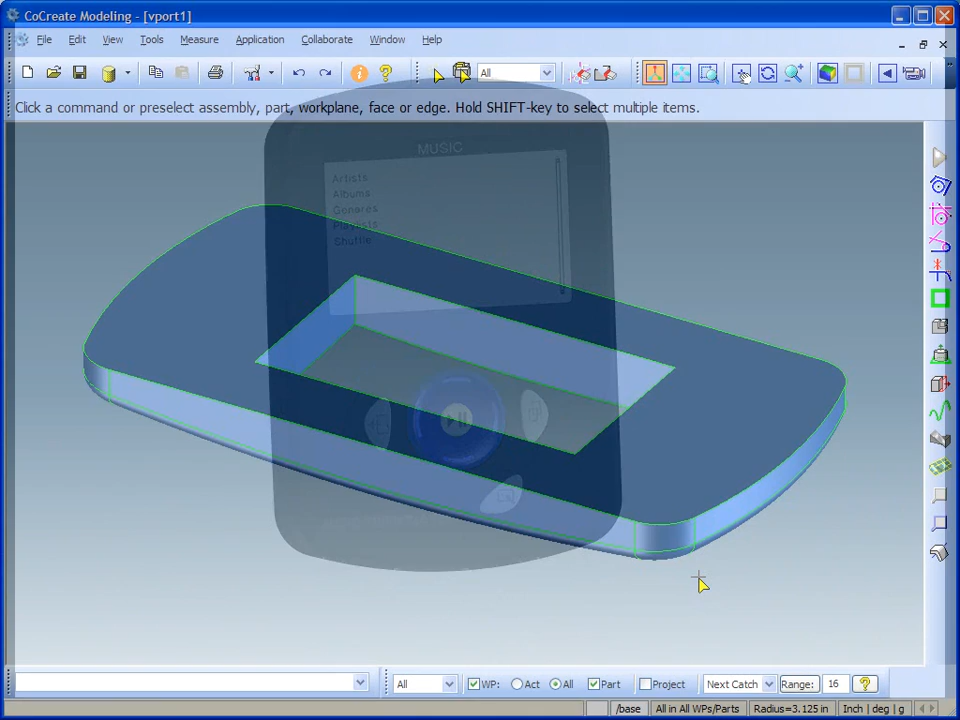 CoCreate Modeling - [vport1]
File Edit View Tools Measure Application Collaborate Window Help
All
Click a command or preselect assembly, part, workplane, face or edge. Hold SHIFT-key to select multiple items.
MUSIC
Artists
Albums
Genares
Playlists
Shuttle
All WP: Act All Part Project Next Catch Range: 16
/base All in All WPs/Parts Radius=3.125 in Inch | deg | g